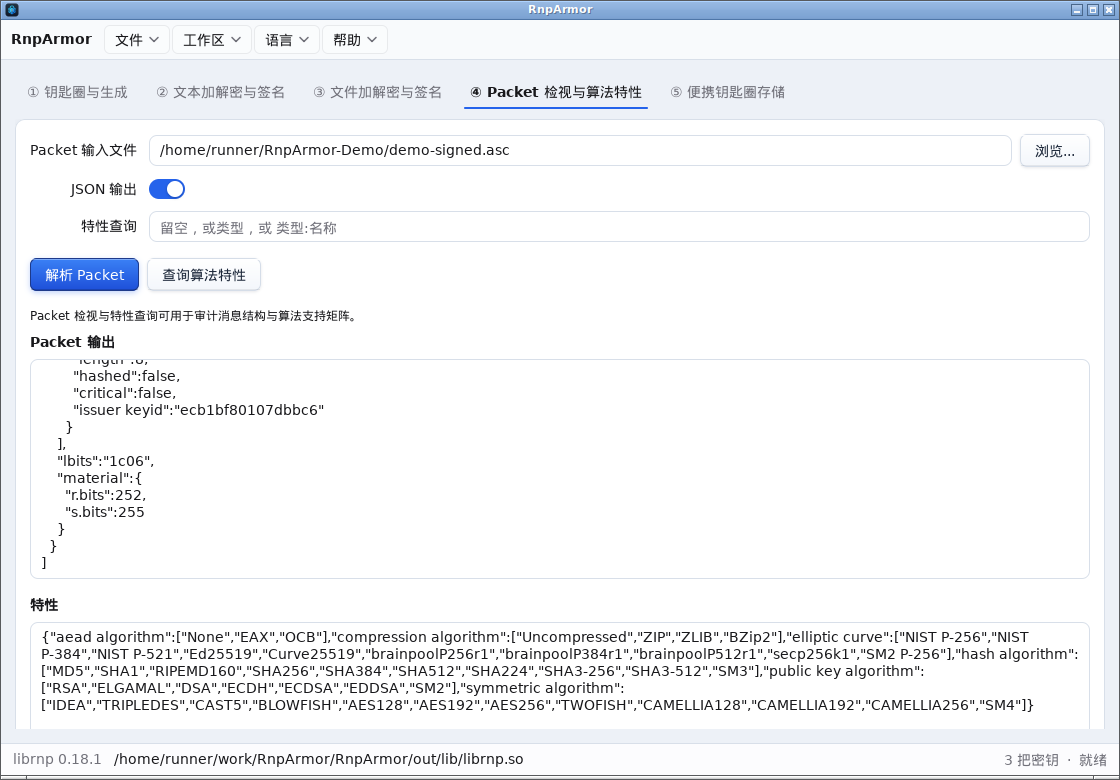 RnpArmor
RnpArmor 文件 工作区 语言 帮助
① 钥匙圈与生成 ② 文本加解密与签名 ③ 文件加解密与签名 ④ Packet 检视与算法特性 ⑤ 便携钥匙圈存储
Packet 输入文件 /home/runner/RnpArmor-Demo/demo-signed.asc 浏览...
JSON 输出
特性查询 留空，或类型，或 类型:名称
解析 Packet 查询算法特性
Packet 检视与特性查询可用于审计消息结构与算法支持矩阵。
Packet 输出
"length":8,
"hashed":false,
"critical":false,
"issuer keyid":"ecb1bf80107dbbc6"
}
],
"lbits":"1c06",
"material":{
"r.bits":252,
"s.bits":255
}
}
]
特性
{"aead algorithm":["None","EAX","OCB"],"compression algorithm":["Uncompressed","ZIP","ZLIB","BZip2"],"elliptic curve":["NIST P-256","NIST
P-384","NIST P-521","Ed25519","Curve25519","brainpoolP256r1","brainpoolP384r1","brainpoolP512r1","secp256k1","SM2 P-256"],"hash algorithm":
["MD5","SHA1","RIPEMD160","SHA256","SHA384","SHA512","SHA224","SHA3-256","SHA3-512","SM3"],"public key algorithm":
["RSA","ELGAMAL","DSA","ECDH","ECDSA","EDDSA","SM2"],"symmetric algorithm":
["IDEA","TRIPLEDES","CAST5","BLOWFISH","AES128","AES192","AES256","TWOFISH","CAMELLIA128","CAMELLIA192","CAMELLIA256","SM4"]}
librnp 0.18.1 /home/runner/work/RnpArmor/RnpArmor/out/lib/librnp.so 3 把密钥 · 就绪